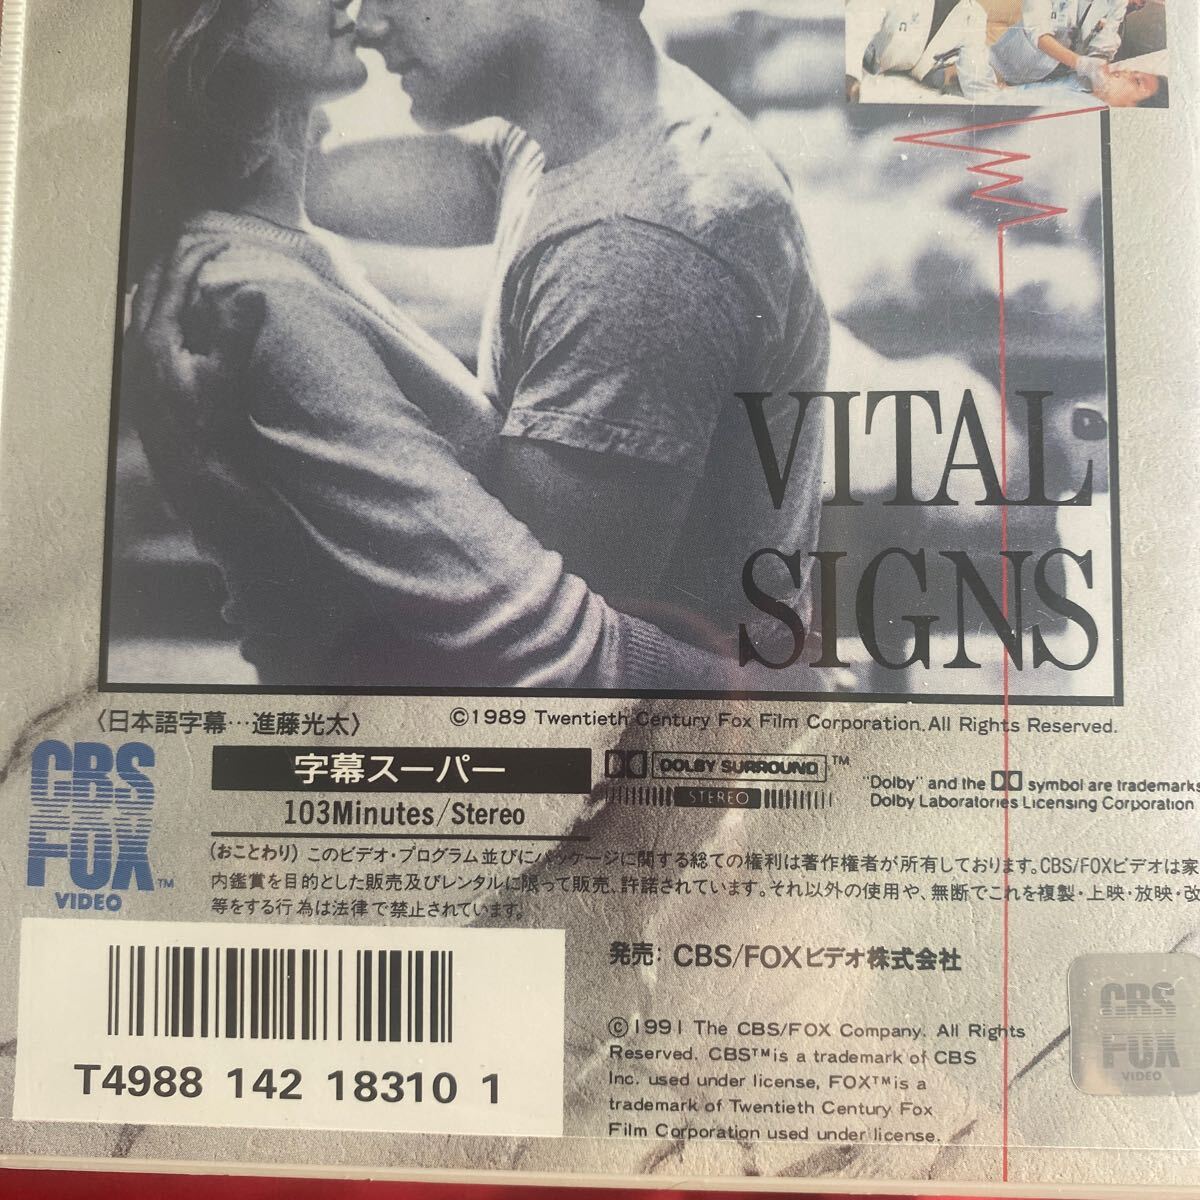 VITAL
SIGNS
〈日本語字幕…進藤光太〉
©1989 Twentieth Century Fox Film Corporation. All Rights Reserved.
CBS
FOX™
VIDEO
字幕スーパー
103Minutes/Stereo
DOLBY SURROUND™
STEREO
"Dolby" and the symbol are trademarks
Dolby Laboratories Licensing Corporation
(おことわり) このビデオ・プログラム並びにパッケージに関する総ての権利は著作権者が所有しております。CBS/FOXビデオは家
内鑑賞を目的とした販売及びレンタルに限って販売、許諾されています。それ以外の使用や、無断でこれを複製・上映・放映・改
等をする行為は法律で禁止されています。
発売: CBS/FOXビデオ株式会社
©1991 The CBS/FOX Company. All Rights
Reserved. CBS™ is a trademark of CBS
Inc. used under license, FOX™ is a
trademark of Twentieth Century Fox
Film Corporation used under license.
CBS
FOX
VIDEO
T4988 142 18310 1